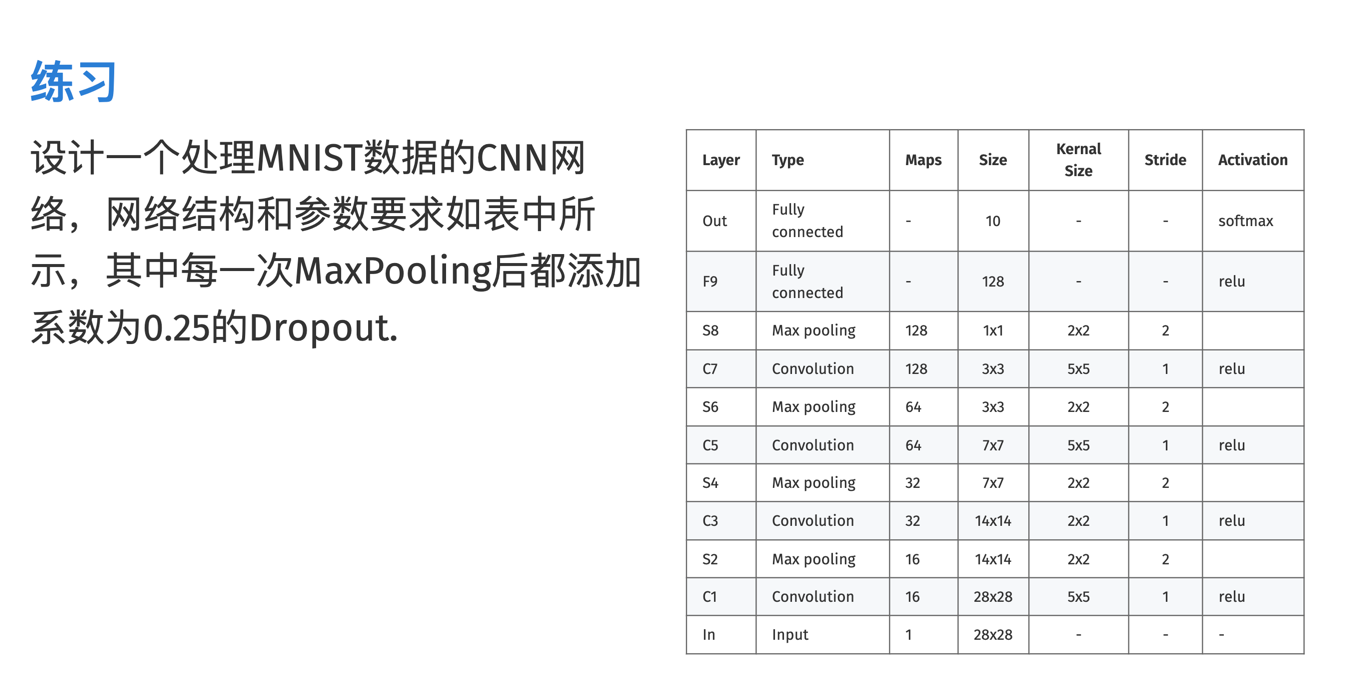 练习
设计一个处理MNIST数据的CNN网
络，网络结构和参数要求如表中所
示，其中每一次MaxPooling后都添加
系数为0.25的Dropout.
Layer Type Maps Size Kernal Size Stride Activation
Out Fully connected - 10 - - softmax
F9 Fully connected - 128 - - relu
S8 Max pooling 128 1x1 2x2 2
C7 Convolution 128 3x3 5x5 1 relu
S6 Max pooling 64 3x3 2x2 2
C5 Convolution 64 7x7 5x5 1 relu
S4 Max pooling 32 7x7 2x2 2
C3 Convolution 32 14x14 2x2 1 relu
S2 Max pooling 16 14x14 2x2 2
C1 Convolution 16 28x28 5x5 1 relu
In Input 1 28x28 - - -